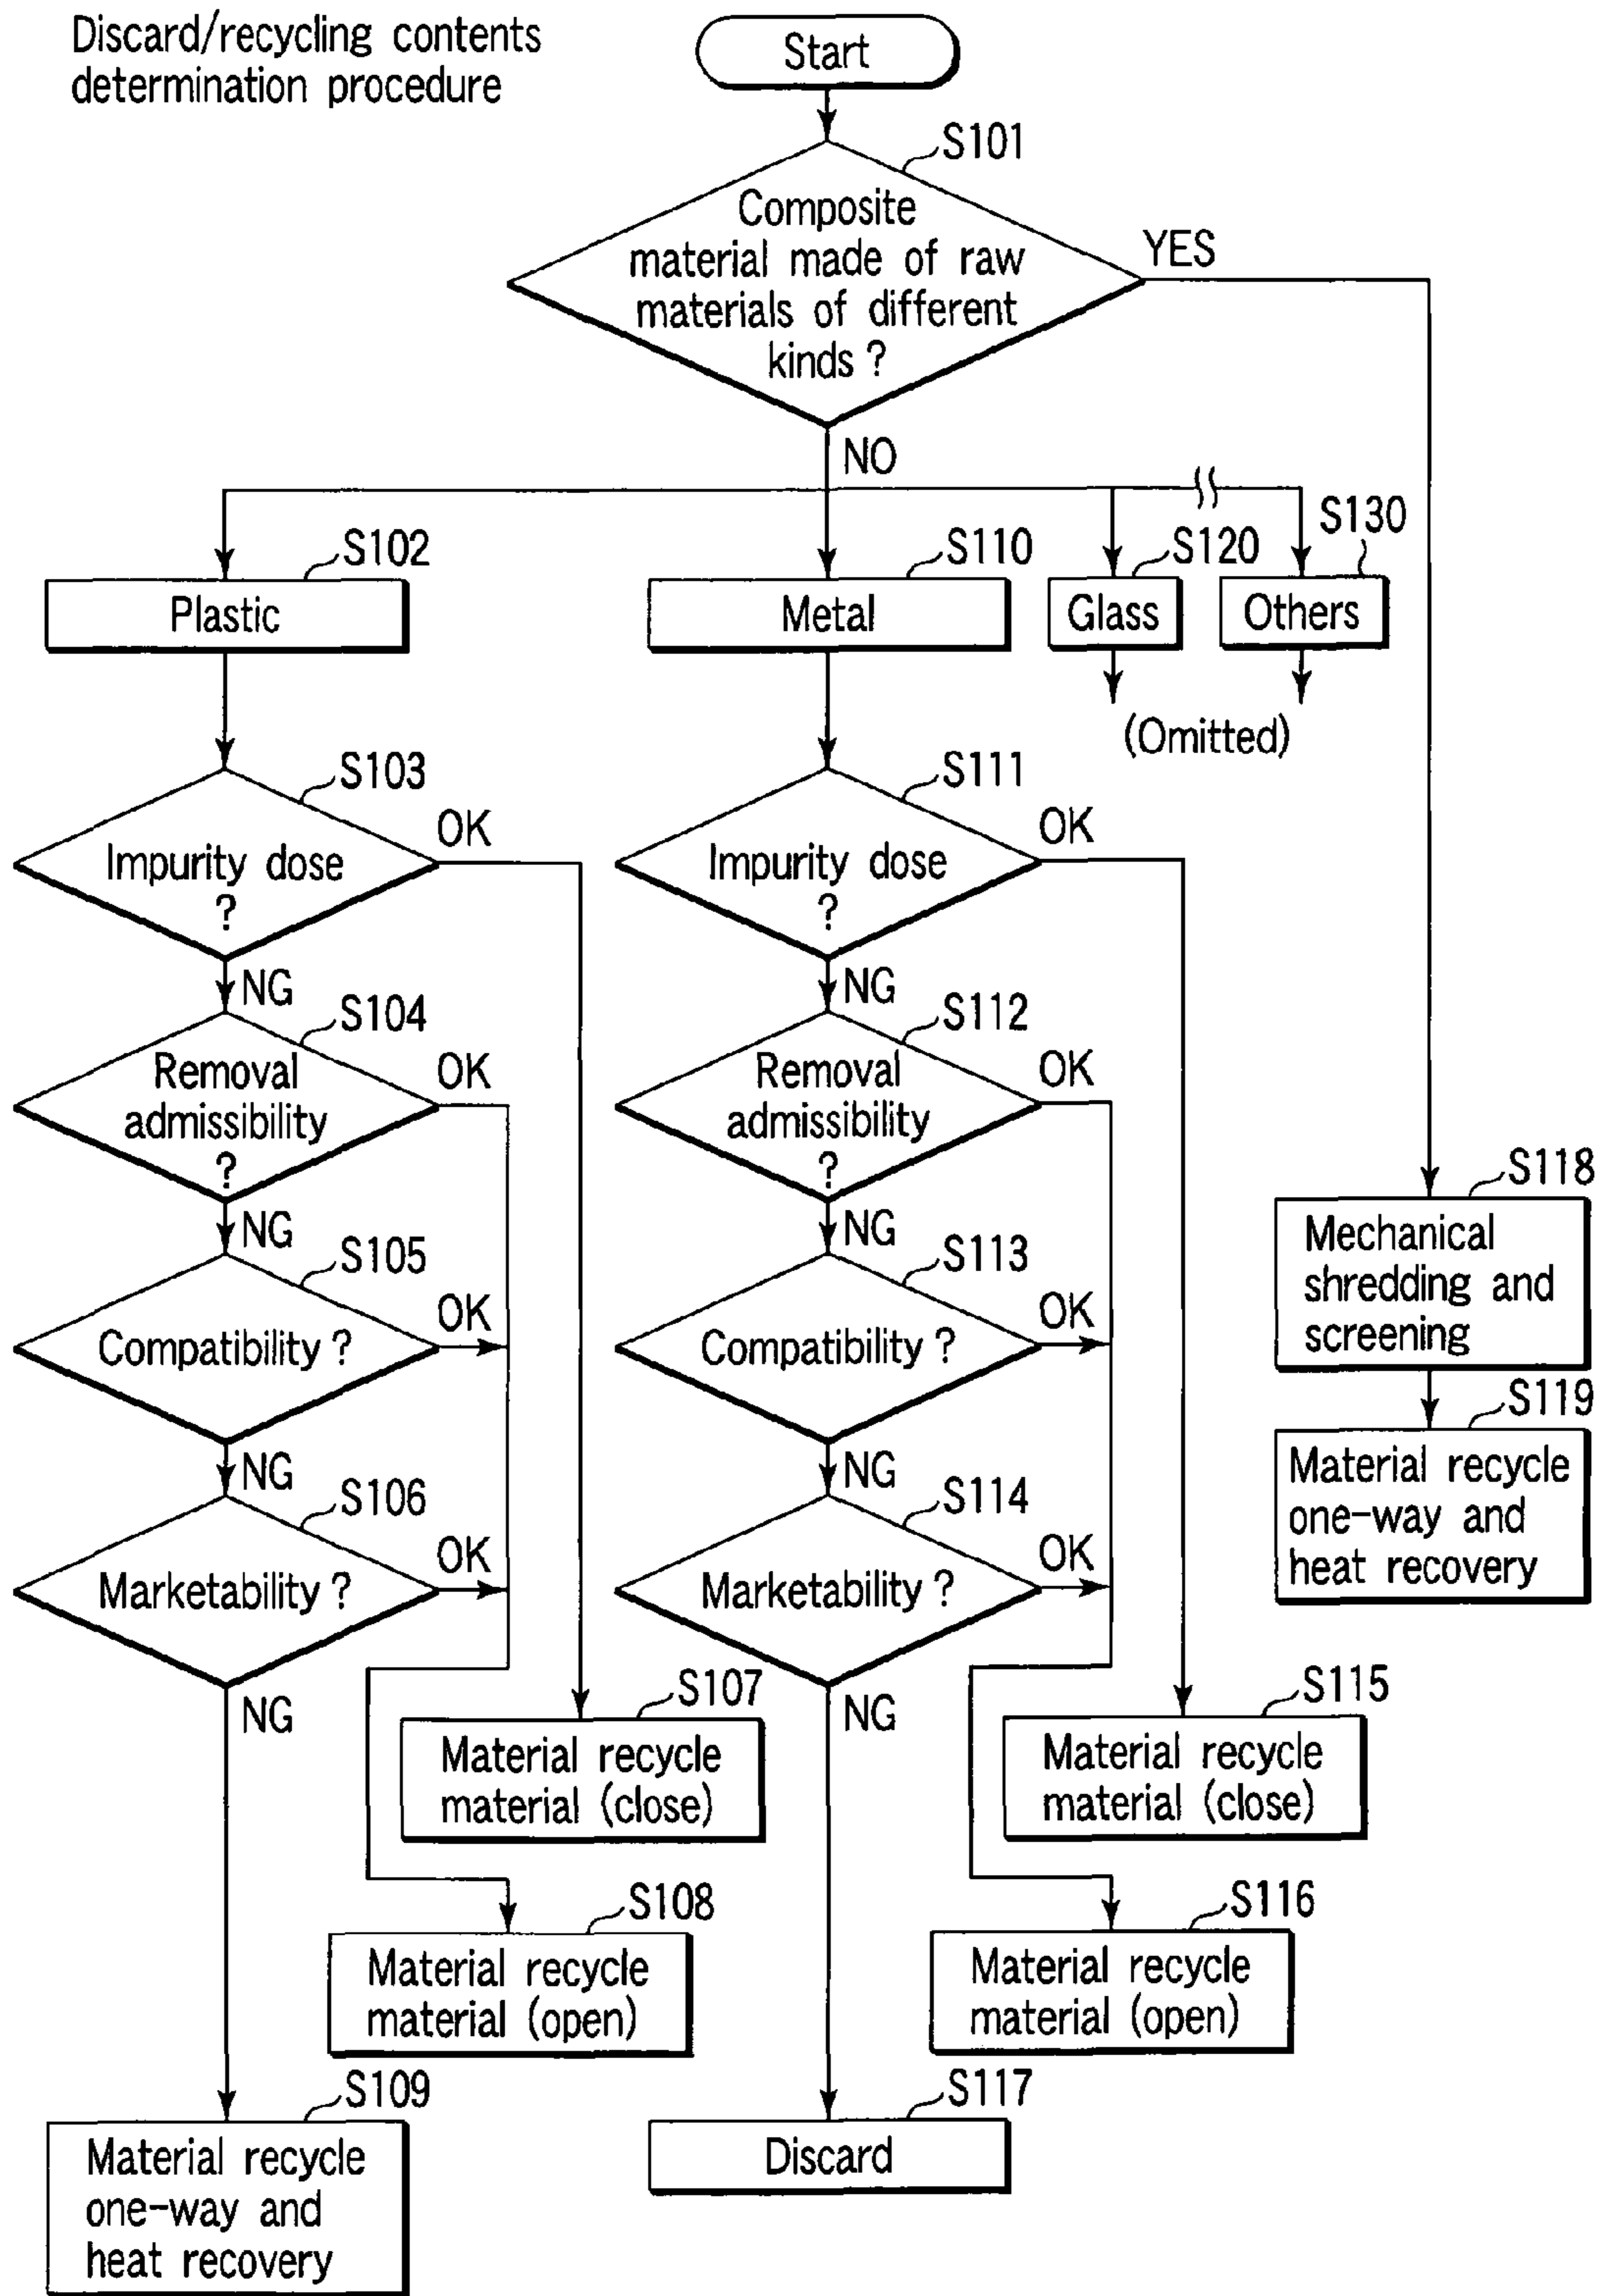 Discard/recycling contents
determination procedure
Start
S101
Composite
material made of raw
materials of different
kinds ?
YES
NO
S102
Plastic
S110
Metal
S120
Glass
S130
Others
(Omitted)
S103
Impurity dose
?
OK
NG
S104
Removal
admissibility
?
OK
NG
S105
Compatibility ?
OK
NG
S106
Marketability ?
OK
NG
S107
Material recycle
material (close)
S108
Material recycle
material (open)
S109
Material recycle
one-way and
heat recovery
S111
Impurity dose
?
OK
NG
S112
Removal
admissibility
?
OK
NG
S113
Compatibility ?
OK
NG
S114
Marketability ?
OK
NG
S115
Material recycle
material (close)
S116
Material recycle
material (open)
S117
Discard
S118
Mechanical
shredding and
screening
S119
Material recycle
one-way and
heat recovery